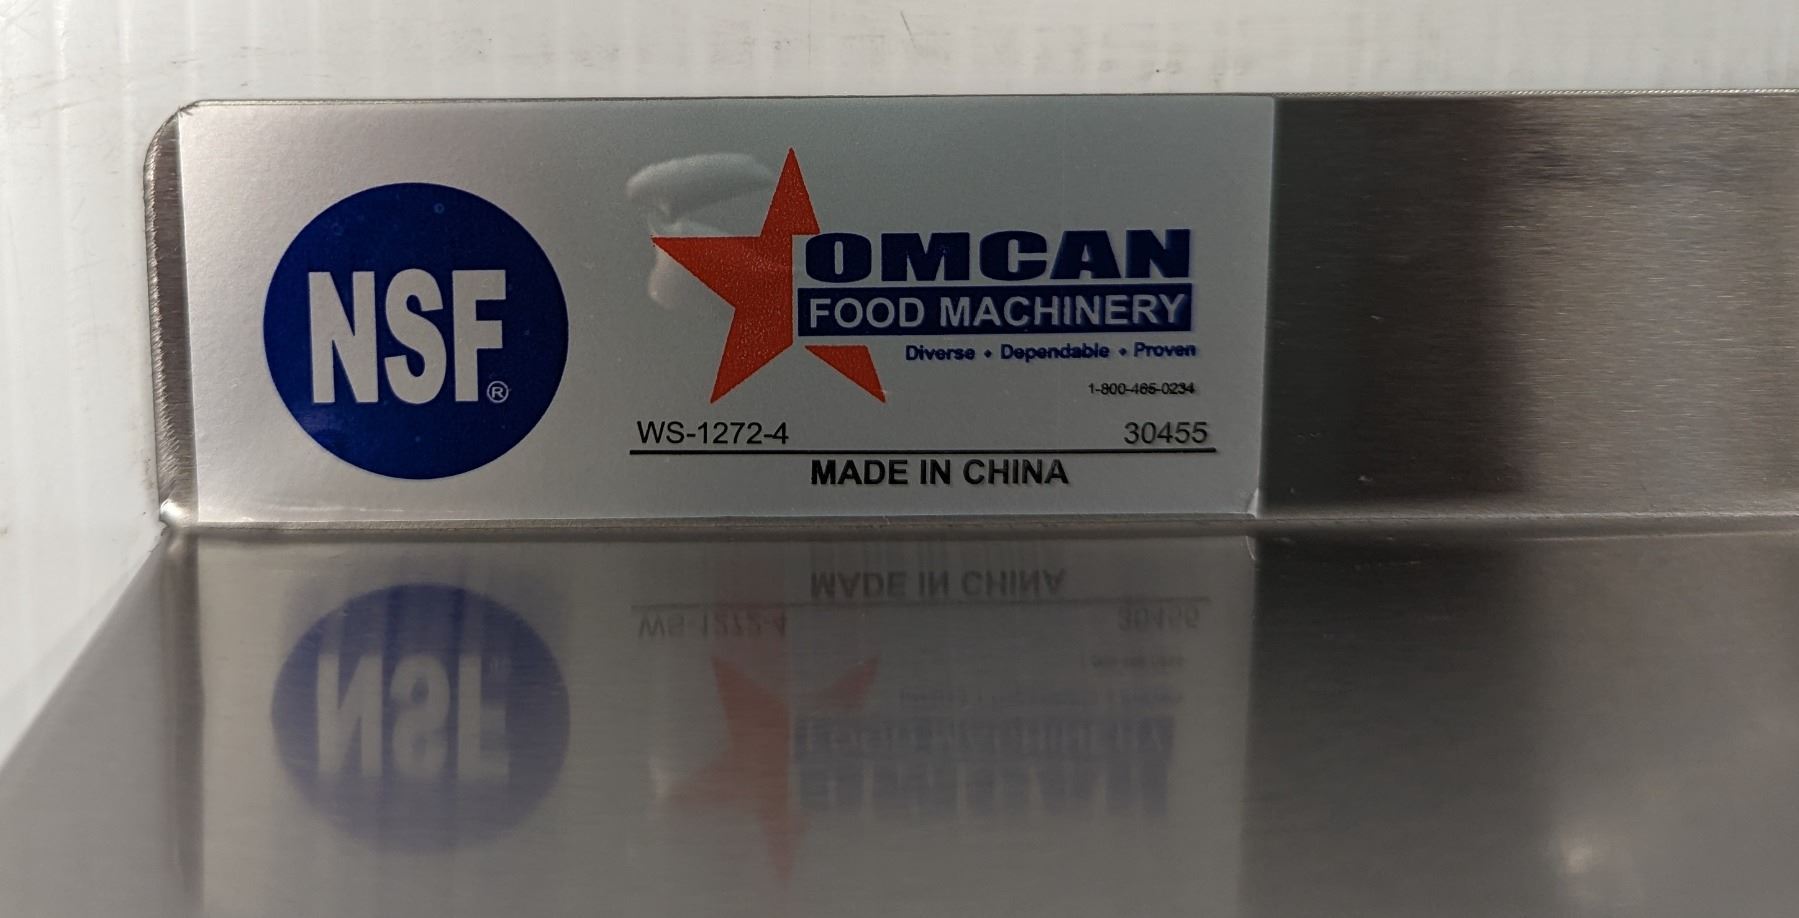 NSF®
OMCAN
FOOD MACHINERY
Diverse • Dependable • Proven
1-800-465-0234
WS-1272-4 30455
MADE IN CHINA